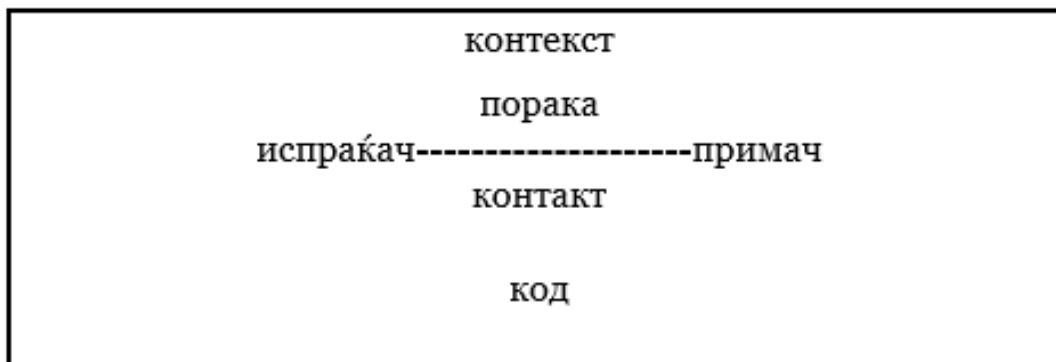 контекст
порака
испраќач--------------------примач
контакт
код